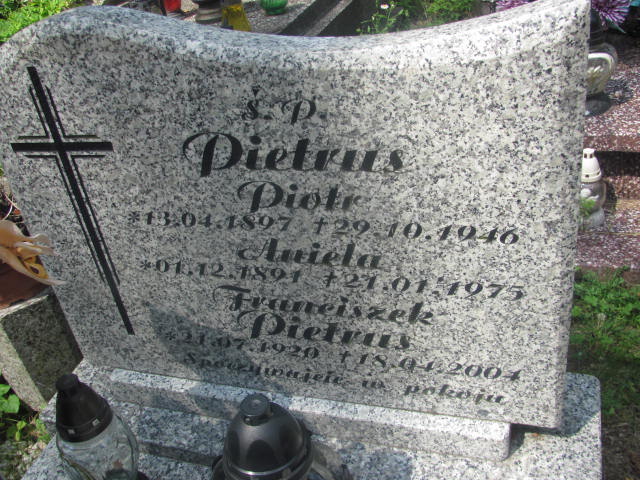 ś. P.
Pietrus
Piotr
*13.04.1897 †29.10.1946
Aniela
*01.12.1891 †21.01.1975
Franciszek
Pietrus
*21.07.1920 †18.04.2004
Spoczywajcie w pokoju